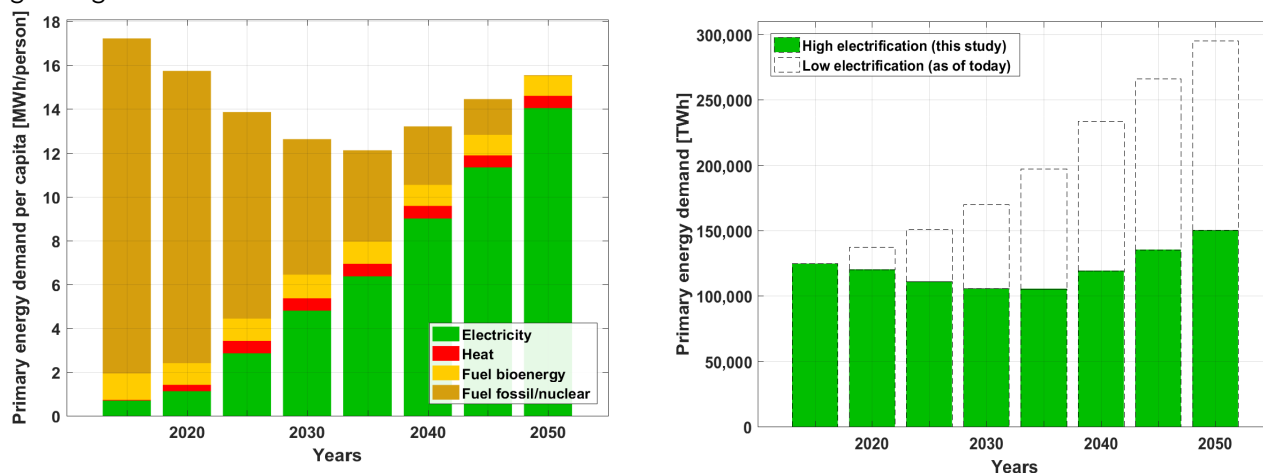 Primary energy demand per capita [MWh/person]
18
16
14
12
10
8
6
4
2
0
Electricity
Heat
Fuel bioenergy
Fuel fossil/nuclear
2020
2030
2040
2050
Years
Primary energy demand [TWh]
300,000
250,000
200,000
150,000
100,000
50,000
0
High electrification (this study)
Low electrification (as of today)
2020
2030
2040
2050
Years